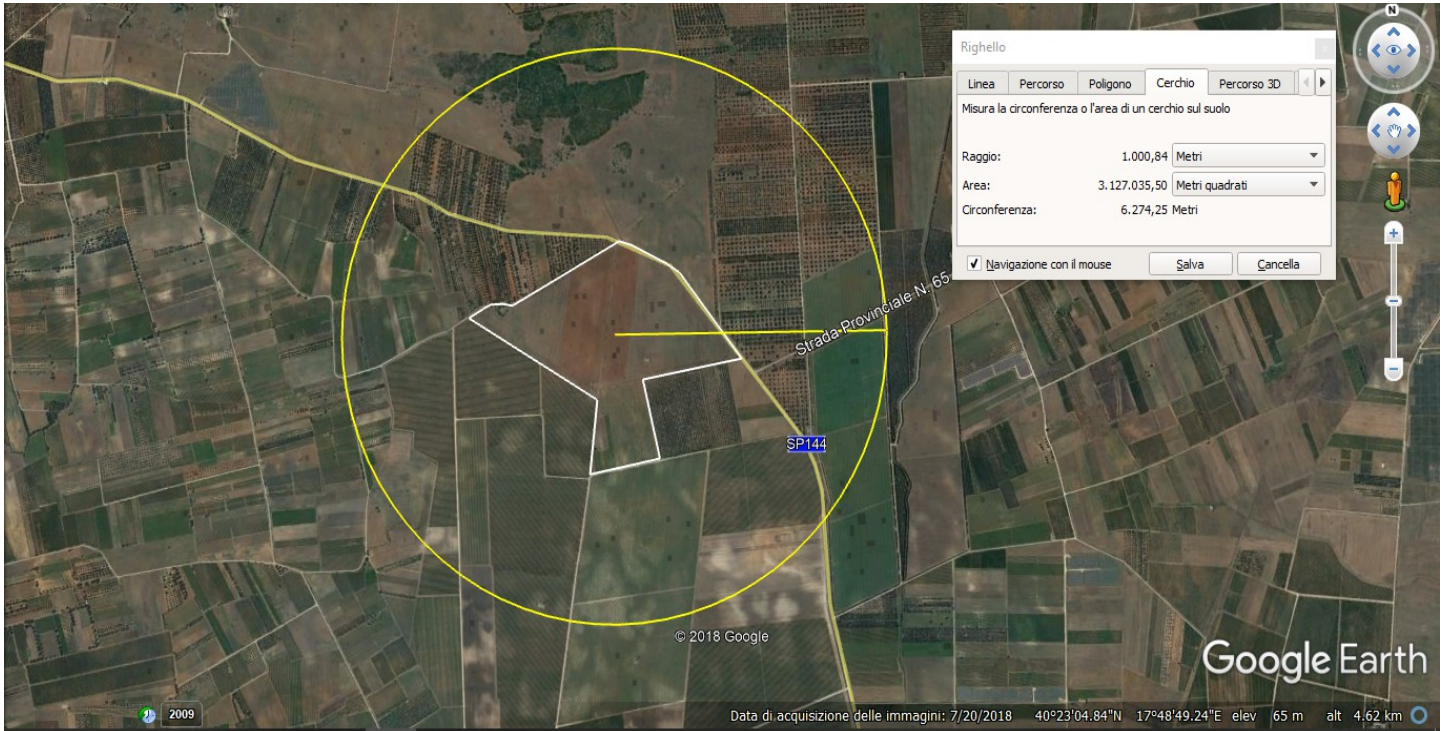 N
Righello
Linea Percorso Poligono Cerchio Percorso 3D
Misura la circonferenza o l'area di un cerchio sul suolo
Raggio: 1.000,84 Metri
Area: 3.127.035,50 Metri quadrati
Circonferenza: 6.274,25 Metri
Navigazione con il mouse Salva Cancella
Strada Provinciale N. 65
SP144
© 2018 Google
Google Earth
2009
Data di acquisizione delle immagini: 7/20/2018 40°23'04.84"N 17°48'49.24"E elev 65 m alt 4.62 km